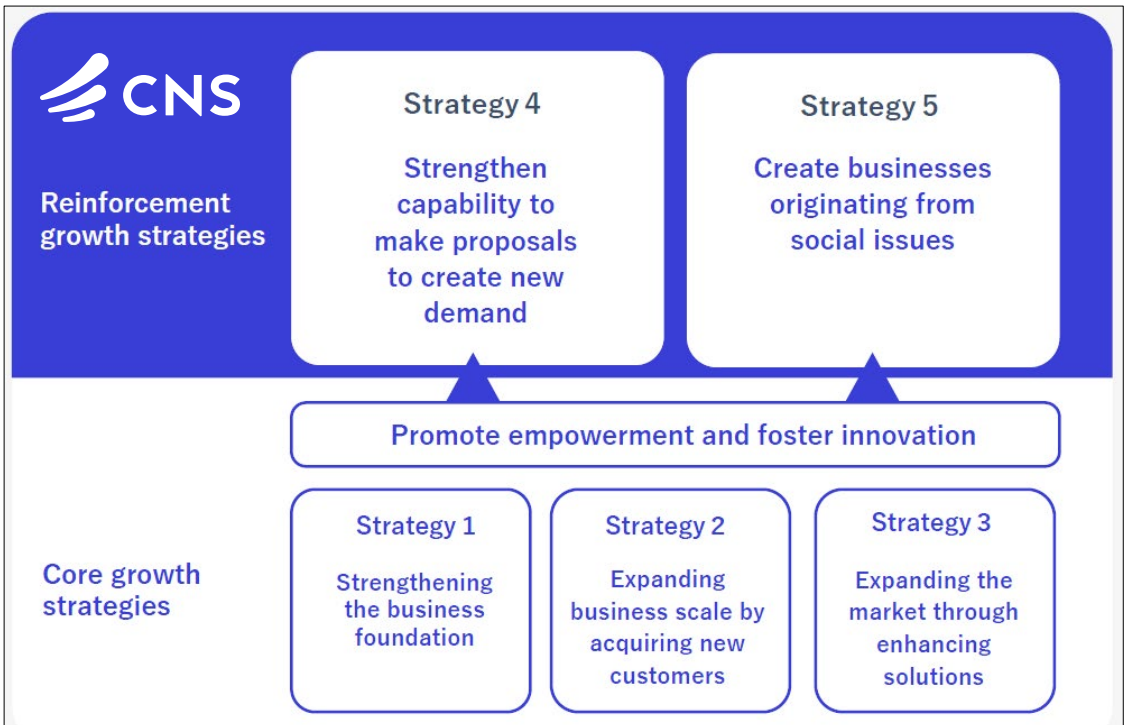 CNS
Reinforcement
growth strategies
Strategy 4
Strengthen
capability to
make proposals
to create new
demand
Strategy 5
Create businesses
originating from
social issues
Promote empowerment and foster innovation
Core growth
strategies
Strategy 1
Strengthening
the business
foundation
Strategy 2
Expanding
business scale by
acquiring new
customers
Strategy 3
Expanding the
market through
enhancing
solutions